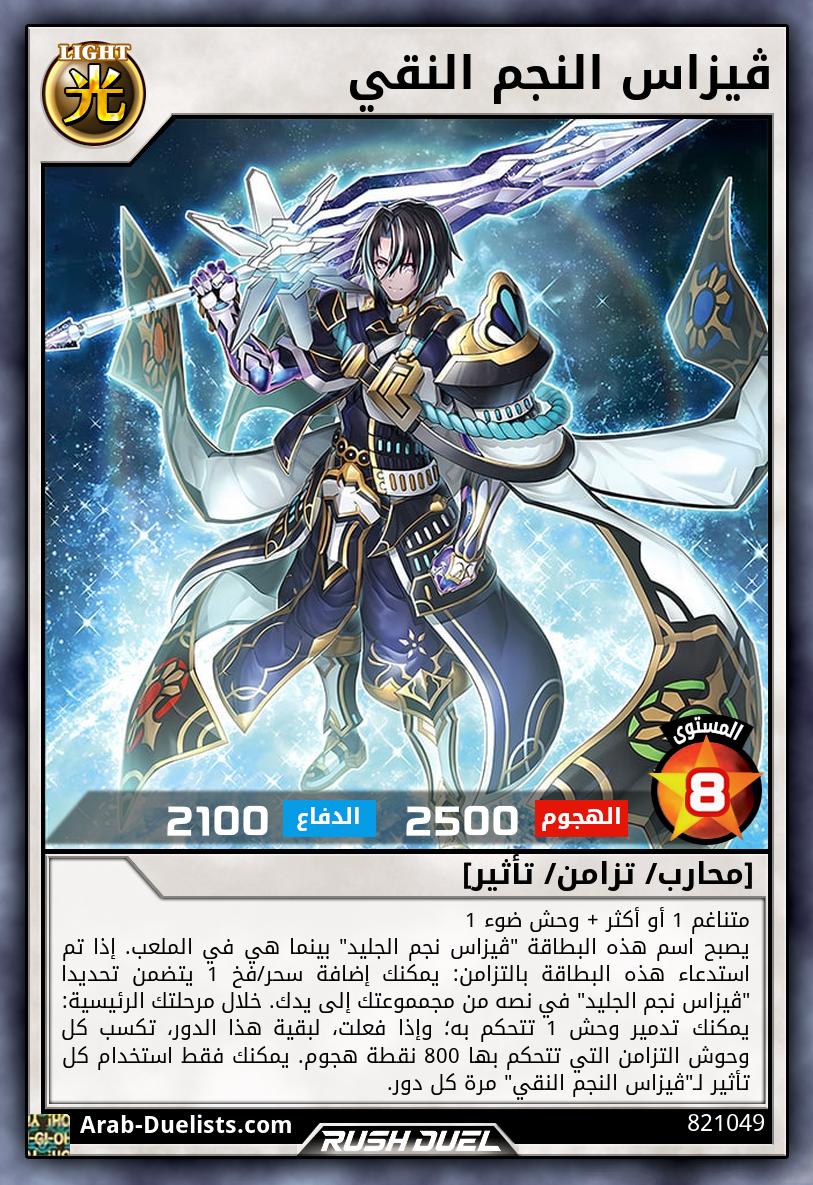 LIGHT
光
ڤيزاس النجم النقي
المستوى
8
الهجوم 2500 الدفاع 2100
[محارب/ تزامن/ تأثير]
متناغم 1 أو أكثر + وحش ضوء 1
يصبح اسم هذه البطاقة "ڤيزاس نجم الجليد" بينما هي في الملعب. إذا تم
استدعاء هذه البطاقة بالتزامن: يمكنك إضافة سحر/فخ 1 يتضمن تحديدا
"ڤيزاس نجم الجليد" في نصه من مجمموعتك إلى يدك. خلال مرحلتك الرئيسية:
يمكنك تدمير وحش 1 تتحكم به؛ وإذا فعلت، لبقية هذا الدور، تكسب كل
وحوش التزامن التي تتحكم بها 800 نقطة هجوم. يمكنك فقط استخدام كل
تأثير لـ"ڤيزاس النجم النقي" مرة كل دور.
Arab-Duelists.com
RUSH DUEL
821049